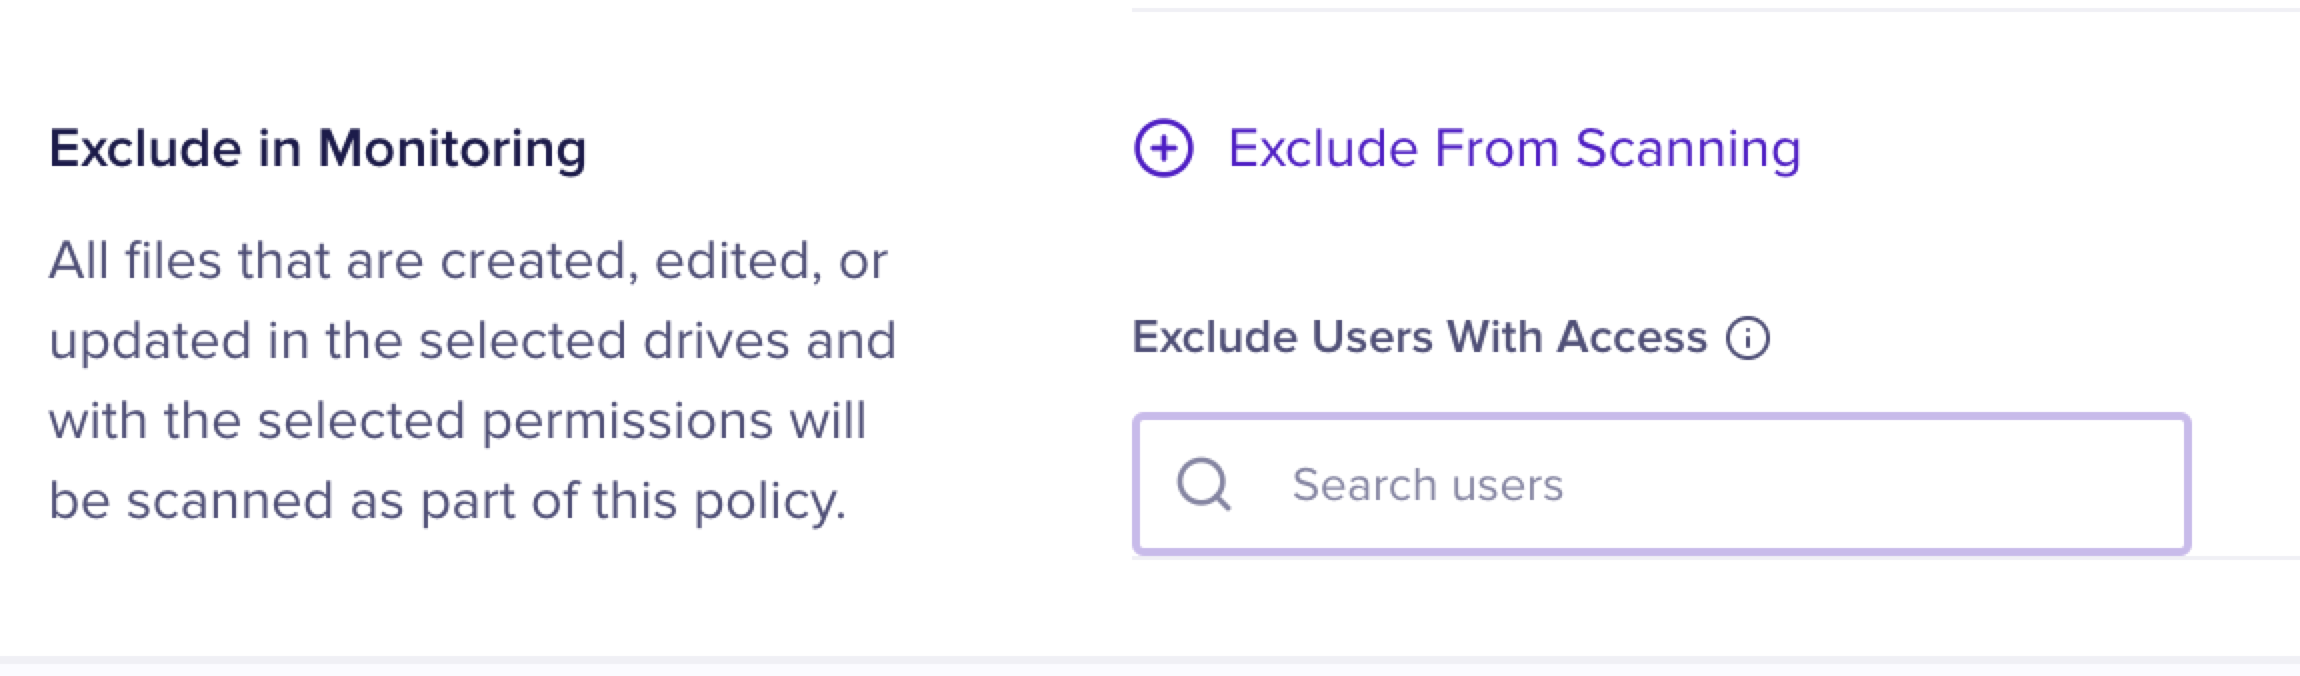 Exclude in Monitoring
All files that are created, edited, or
updated in the selected drives and
with the selected permissions will
be scanned as part of this policy.
Exclude From Scanning
Exclude Users With Access
Search users